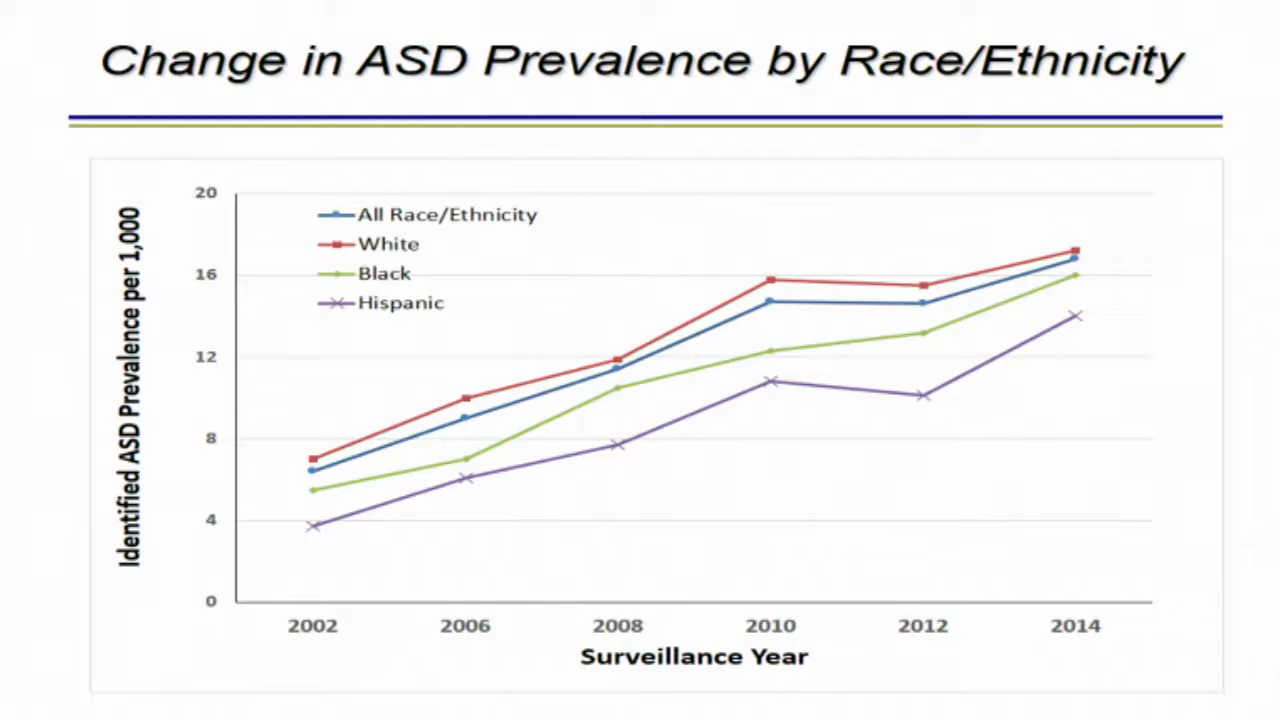 Change in ASD Prevalence by Race/Ethnicity
Identified ASD Prevalence per 1,000
20
16
12
8
4
0
All Race/Ethnicity
White
Black
Hispanic
2002 2006 2008 2010 2012 2014
Surveillance Year